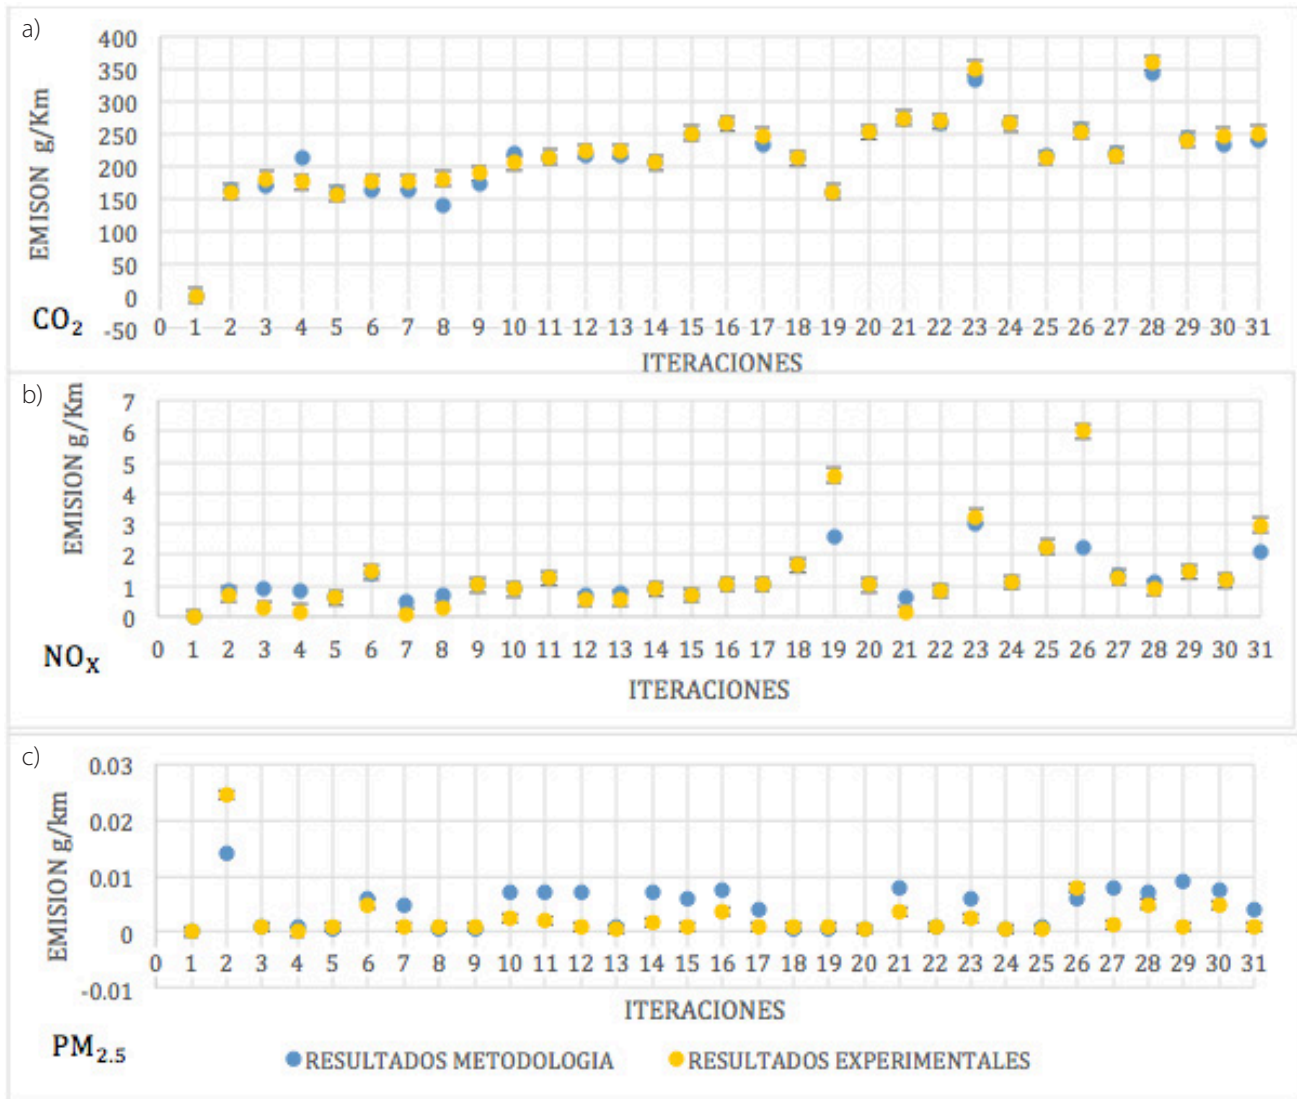 a)
400
350
300
250
200
150
100
50
0
-50
EMISON g/Km
CO₂
0 1 2 3 4 5 6 7 8 9 10 11 12 13 14 15 16 17 18 19 20 21 22 23 24 25 26 27 28 29 30 31
ITERACIONES
b)
7
6
5
4
3
2
1
0
EMISION g/Km
NOₓ
0 1 2 3 4 5 6 7 8 9 10 11 12 13 14 15 16 17 18 19 20 21 22 23 24 25 26 27 28 29 30 31
ITERACIONES
c)
0.03
0.02
0.01
0
-0.01
EMISION g/km
0 1 2 3 4 5 6 7 8 9 10 11 12 13 14 15 16 17 18 19 20 21 22 23 24 25 26 27 28 29 30 31
ITERACIONES
PM₂.₅
RESULTADOS METODOLOGIA RESULTADOS EXPERIMENTALES